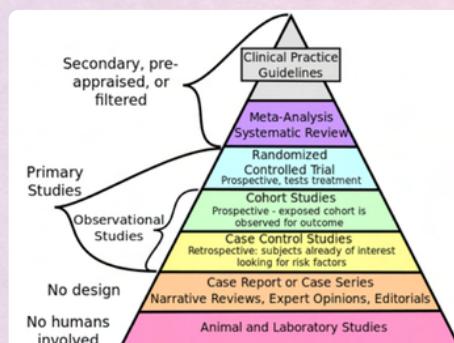 Clinical Practice
Guidelines
Secondary, pre-
appraised, or
filtered
Meta-Analysis
Systematic Review
Randomized
Controlled Trial
Prospective, tests treatment
Primary
Studies
Observational
Studies
Cohort Studies
Prospective - exposed cohort is
observed for outcome
Case Control Studies
Retrospective: subjects already of interest
looking for risk factors
No design
Case Report or Case Series
Narrative Reviews, Expert Opinions, Editorials
No humans
involved
Animal and Laboratory Studies